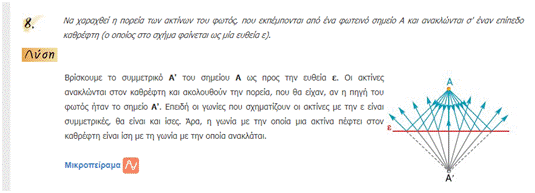 8. Να χαραχθεί η πορεία των ακτίνων του φωτός, που εκπέμπονται από ένα φωτεινό σημείο Α και ανακλώνται σ' έναν επίπεδο
καθρέφτη (ο οποίος στο σχήμα φαίνεται ως μία ευθεία ε).
Λύση
Βρίσκουμε το συμμετρικό Α' του σημείου Α ως προς την ευθεία ε. Οι ακτίνες
ανακλώνται στον καθρέφτη και ακολουθούν την πορεία, που θα είχαν, αν η πηγή του
φωτός ήταν το σημείο Α'. Επειδή οι γωνίες που σχηματίζουν οι ακτίνες με την ε είναι
συμμετρικές, θα είναι και ίσες. Άρα, η γωνία με την οποία μια ακτίνα πέφτει στον
καθρέφτη είναι ίση με τη γωνία με την οποία ανακλάται.
Μικροπείραμα
Α
ε
Α'